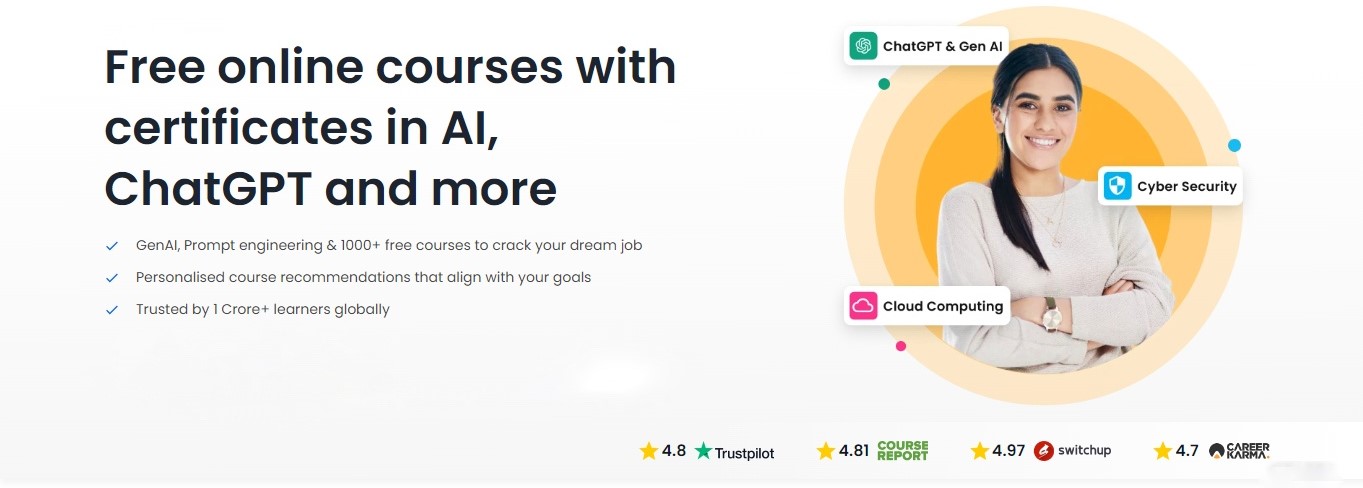 Free online courses with
certificates in AI,
ChatGPT and more
GenAI, Prompt engineering & 1000+ free courses to crack your dream job
Personalised course recommendations that align with your goals
Trusted by 1 Crore+ learners globally
ChatGPT & Gen AI
Cyber Security
Cloud Computing
4.8 Trustpilot
4.81 COURSE REPORT
4.97 switchup
4.7 CAREER KARMA.